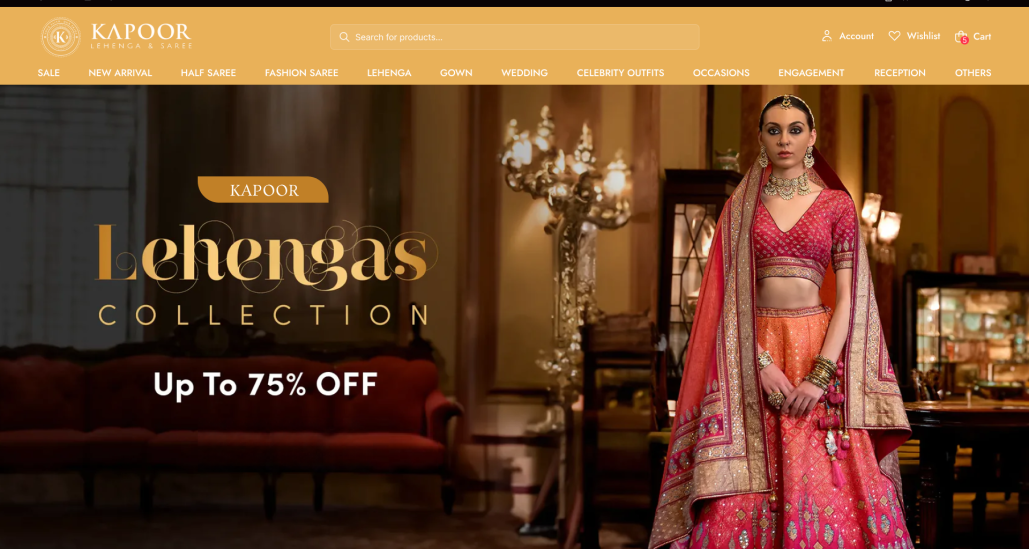 K
KAPOOR
LEHENGA & SAREE
Search for products...
Account
Wishlist
5
Cart
SALE
NEW ARRIVAL
HALF SAREE
FASHION SAREE
LEHENGA
GOWN
WEDDING
CELEBRITY OUTFITS
OCCASIONS
ENGAGEMENT
RECEPTION
OTHERS
KAPOOR
Lehengas
COLLECTION
Up To 75% OFF